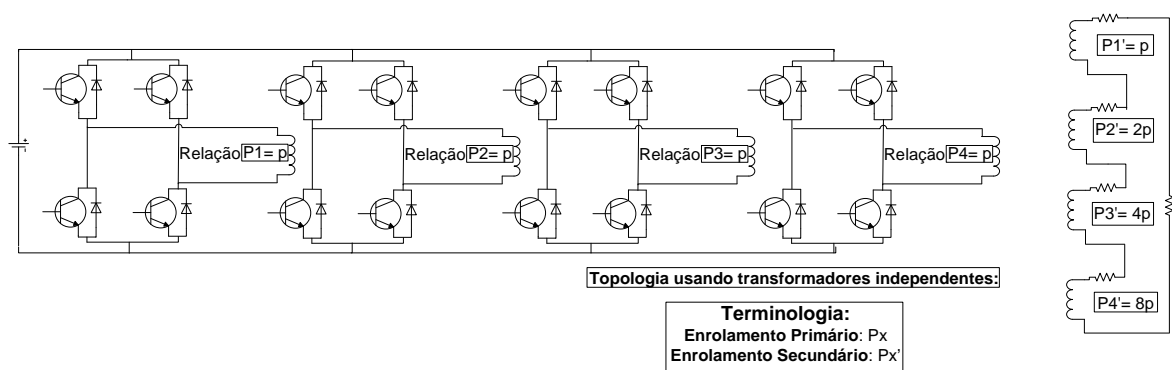 Relação P1= p
Relação P2= p
Relação P3= p
Relação P4= p
P1'= p
P2'= 2p
P3'= 4p
P4'= 8p
Topologia usando transformadores independentes:
Terminologia:
Enrolamento Primário: Px
Enrolamento Secundário: Px'